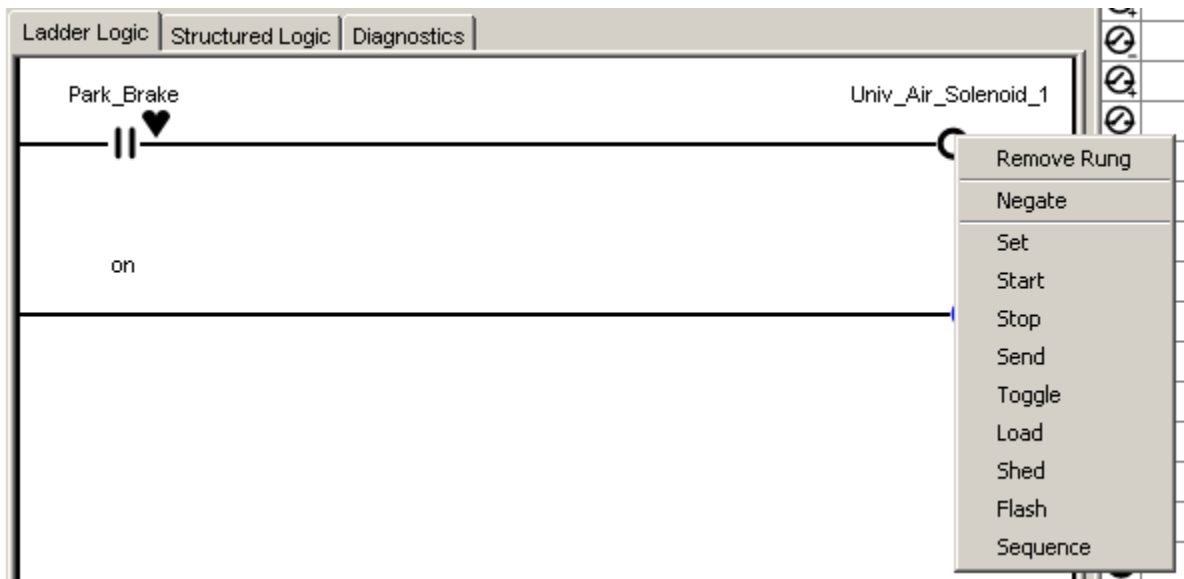 Ladder Logic Structured Logic Diagnostics
Park_Brake Univ_Air_Solenoid_1
Remove Rung
Negate
Set
on
Start
Stop
Send
Toggle
Load
Shed
Flash
Sequence